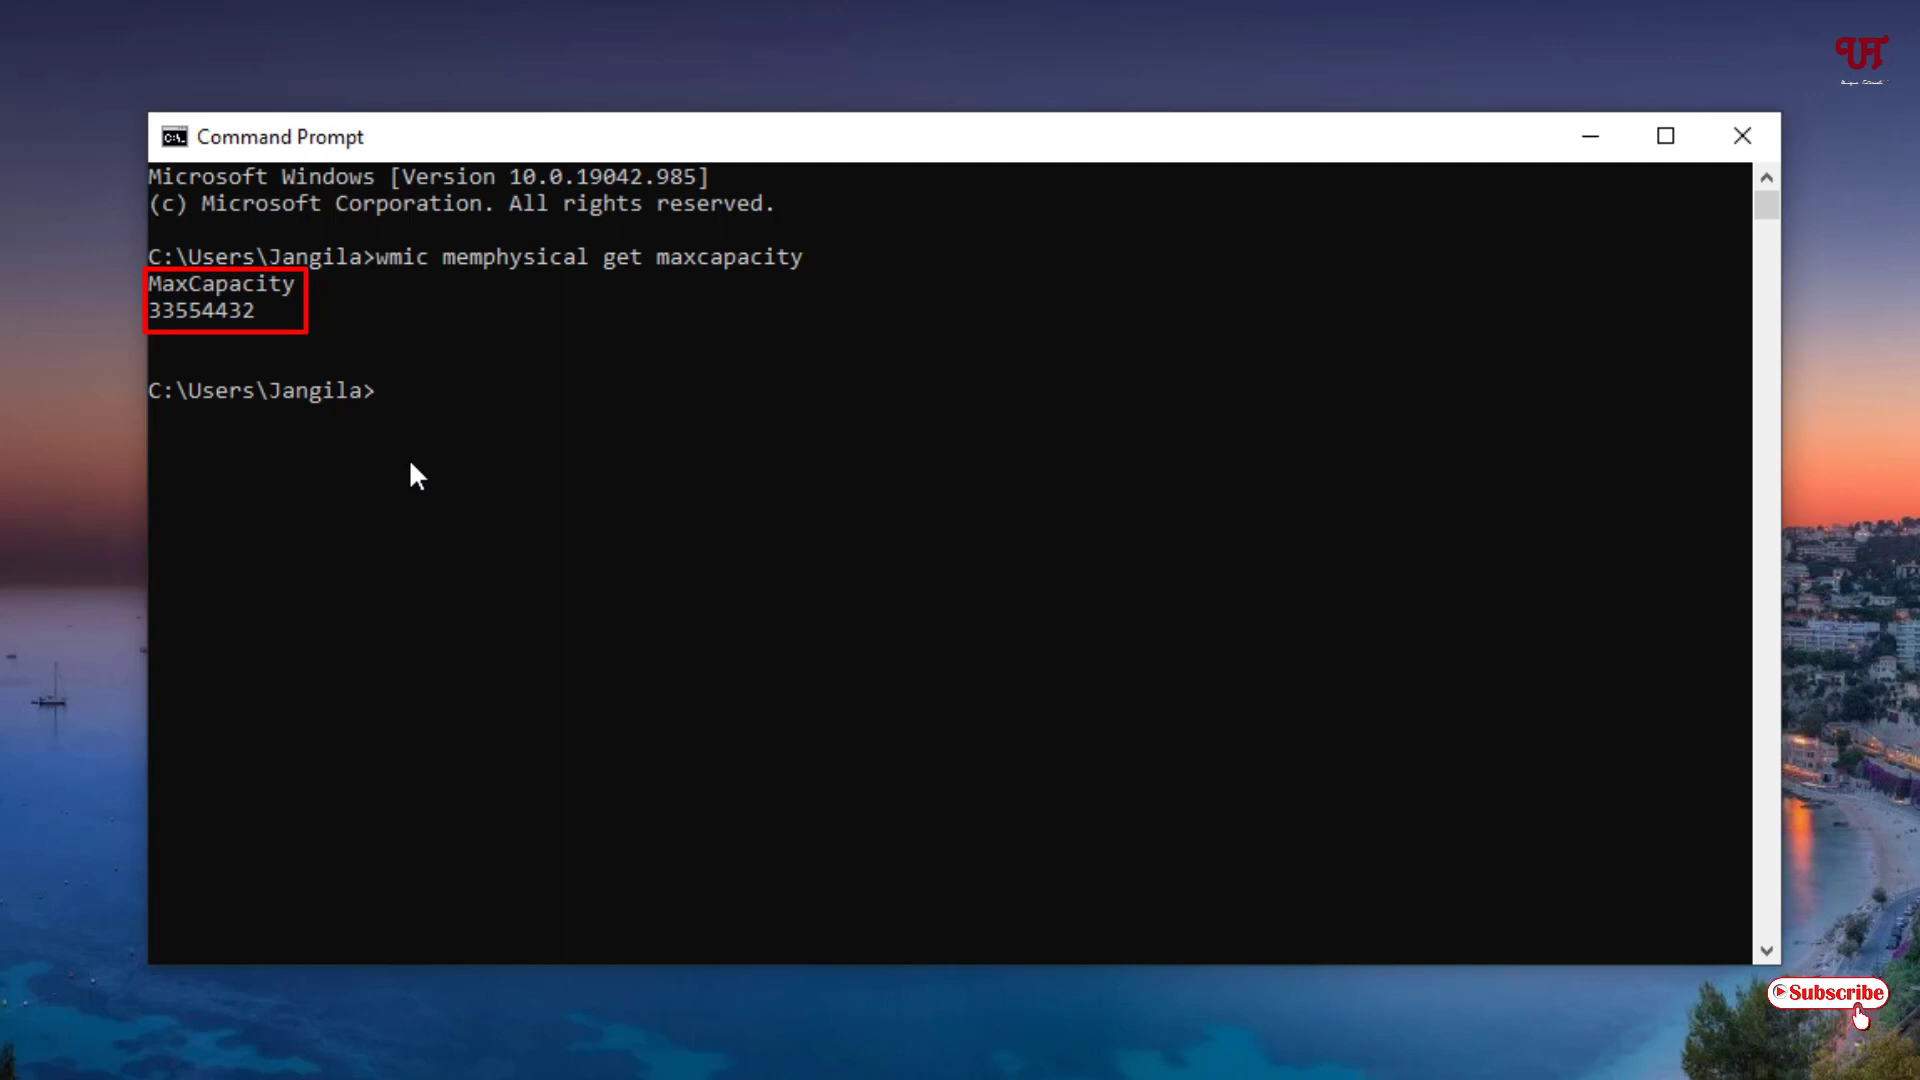 UT
Command Prompt
Microsoft Windows [Version 10.0.19042.985]
(c) Microsoft Corporation. All rights reserved.
C:\Users\Jangila>wmic memphysical get maxcapacity
MaxCapacity
33554432
C:\Users\Jangila>
Subscribe